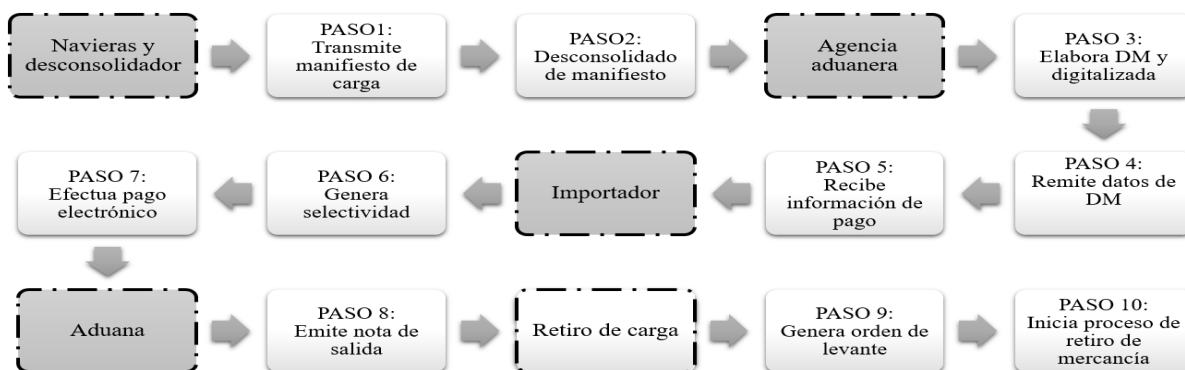 Navieras y
desconsolidador
PASO1:
Transmite
manifiesto de
carga
PASO2:
Desconsolidado
de manifiesto
Agencia
aduanera
PASO 3:
Elabora DM y
digitalizada
PASO 4:
Remite datos de
DM
PASO 5:
Recibe
información de
pago
Importador
PASO 6:
Genera
selectividad
PASO 7:
Efectua pago
electrónico
Aduana
PASO 8:
Emite nota de
salida
Retiro de carga
PASO 9:
Genera orden de
levante
PASO 10:
Inicia proceso de
retiro de
mercancía